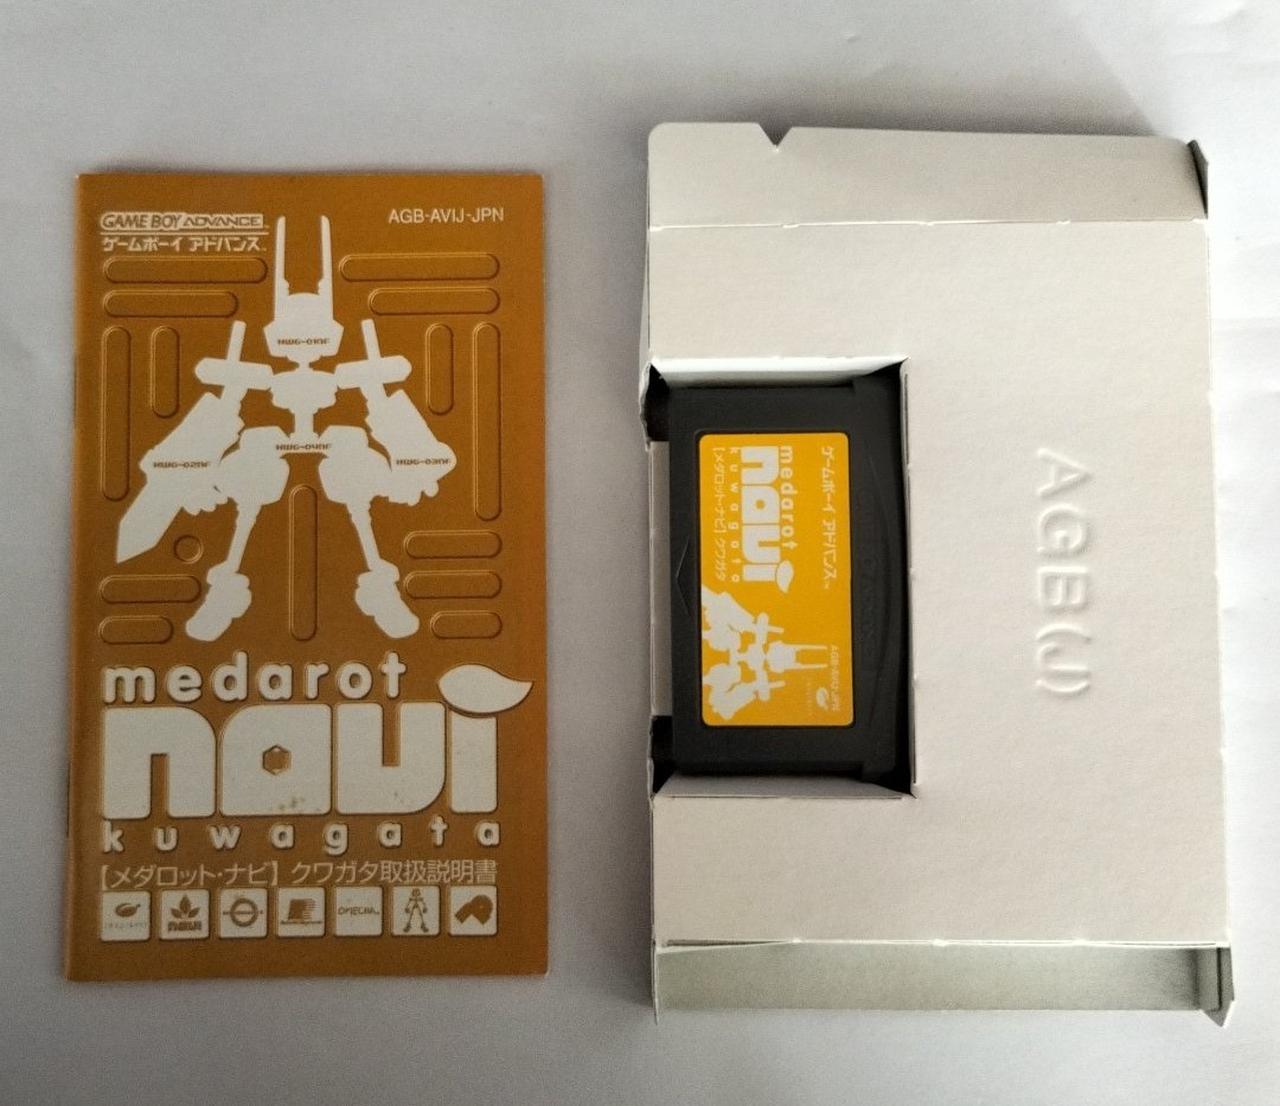 GAME BOY ADVANCE
ゲームボーイ アドバンス
AGB-AVIJ-JPN
medarot
navi
kuwagata
【メダロット・ナビ】 クワガタ取扱説明書
navi
ゲームボーイ アドバンス™
medarot
navi
kuwagata
【メダロット・ナビ】 クワガタ
AGB-AVIJ-JPN
AGB(J)